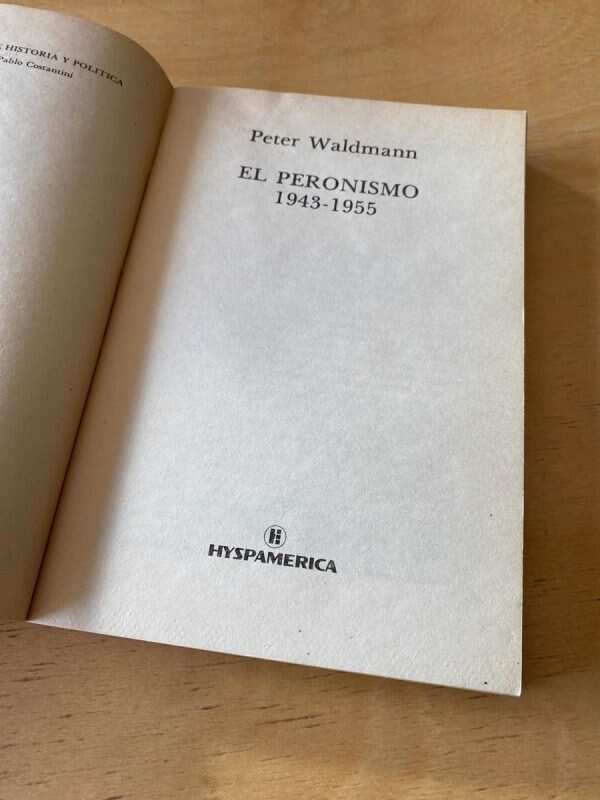 HISTORIA Y POLITICA
Pablo Costantini
Peter Waldmann
EL PERONISMO
1943-1955
HYSPAMERICA